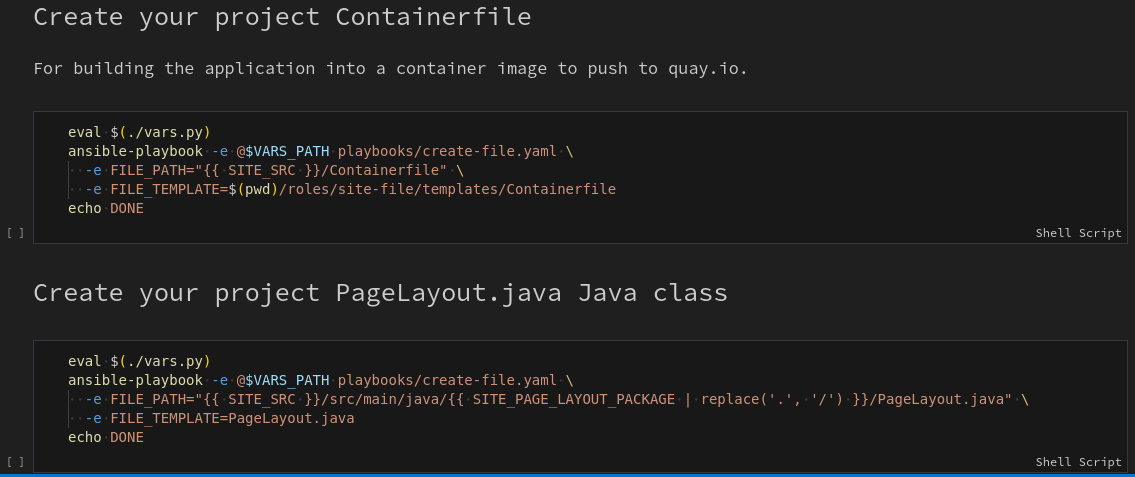 Create your project Containerfile
For building the application into a container image to push to quay.io.
eval $(./vars.py)
ansible-playbook -e @$VARS_PATH playbooks/create-file.yaml \
  -e FILE_PATH="{{ SITE_SRC }}/Containerfile" \
  -e FILE_TEMPLATE=$(pwd)/roles/site-file/templates/Containerfile
echo DONE
[ ]
Shell Script
Create your project PageLayout.java Java class
eval $(./vars.py)
ansible-playbook -e @$VARS_PATH playbooks/create-file.yaml \
  -e FILE_PATH="{{ SITE_SRC }}/src/main/java/{{ SITE_PAGE_LAYOUT_PACKAGE | replace('.', '/') }}/PageLayout.java" \
  -e FILE_TEMPLATE=PageLayout.java
echo DONE
[ ]
Shell Script